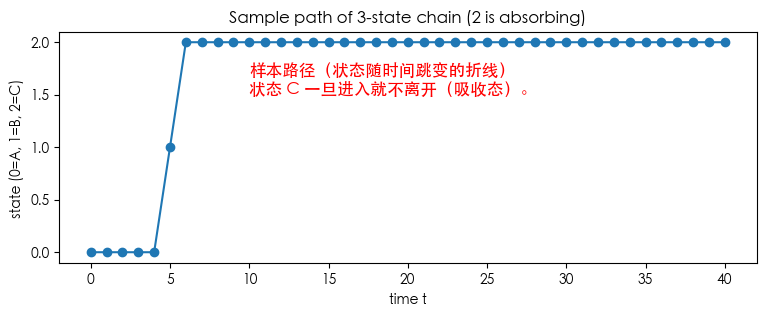 Sample path of 3-state chain (2 is absorbing)
2.0
样本路径（状态随时间跳变的折线）
状态 C 一旦进入就不离开（吸收态）。
1.5
1.0
0.5
0.0
state (0=A, 1=B, 2=C)
0 5 10 15 20 25 30 35 40
time t